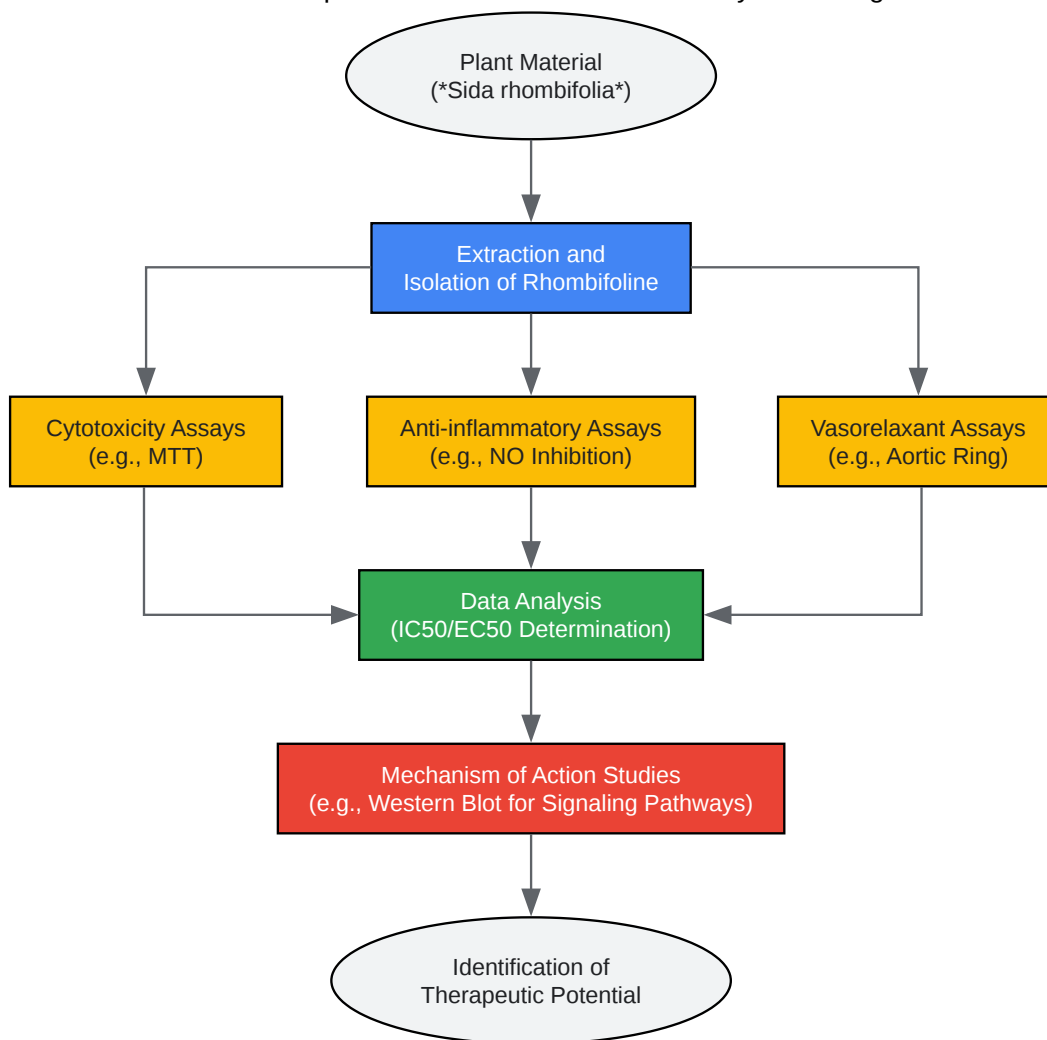 Plant Material
(*Sida rhombifolia*)
Extraction and
Isolation of Rhombifoline
Cytotoxicity Assays
(e.g., MTT)
Anti-inflammatory Assays
(e.g., NO Inhibition)
Vasorelaxant Assays
(e.g., Aortic Ring)
Data Analysis
(IC50/EC50 Determination)
Mechanism of Action Studies
(e.g., Western Blot for Signaling Pathways)
Identification of
Therapeutic Potential